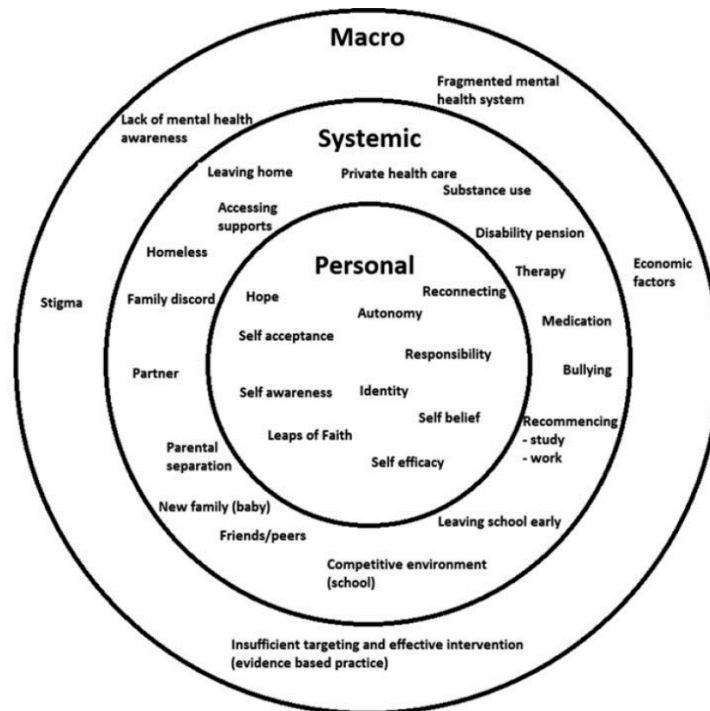 Macro
Fragmented mental
health system
Lack of mental health
awareness
Systemic
Leaving home
Private health care
Substance use
Accessing
supports
Disability pension
Homeless
Personal
Therapy
Economic
factors
Stigma
Family discord
Hope
Reconnecting
Autonomy
Medication
Self acceptance
Responsibility
Partner
Bullying
Self awareness
Identity
Self belief
Recommencing
- study
- work
Leaps of Faith
Parental
separation
Self efficacy
New family (baby)
Leaving school early
Friends/peers
Competitive environment
(school)
Insufficient targeting and effective intervention
(evidence based practice)